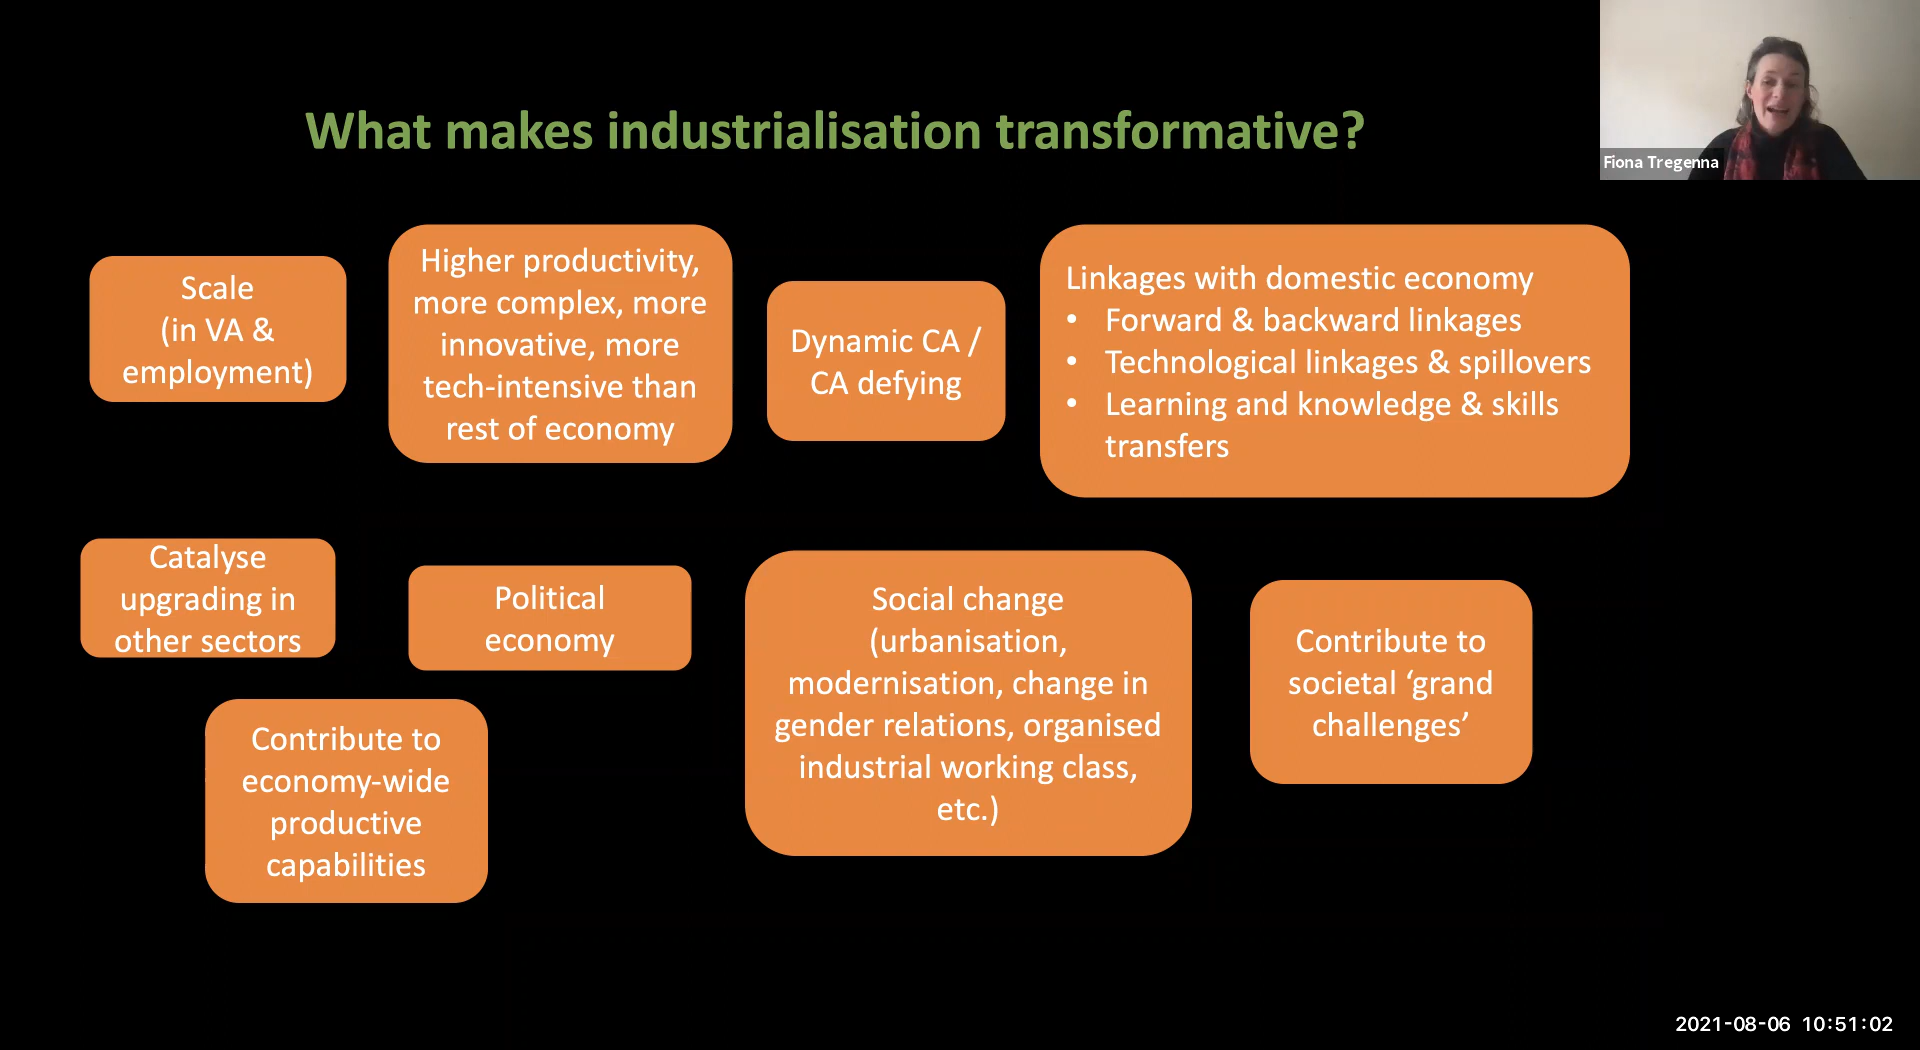 What makes industrialisation transformative?
Fiona Tregenna
Scale
(in VA &
employment)
Higher productivity,
more complex, more
innovative, more
tech-intensive than
rest of economy
Dynamic CA /
CA defying
Linkages with domestic economy
• Forward & backward linkages
• Technological linkages & spillovers
• Learning and knowledge & skills
transfers
Catalyse
upgrading in
other sectors
Political
economy
Social change
(urbanisation,
modernisation, change in
gender relations, organised
industrial working class,
etc.)
Contribute to
societal ‘grand
challenges’
Contribute to
economy-wide
productive
capabilities
2021-08-06 10:51:02